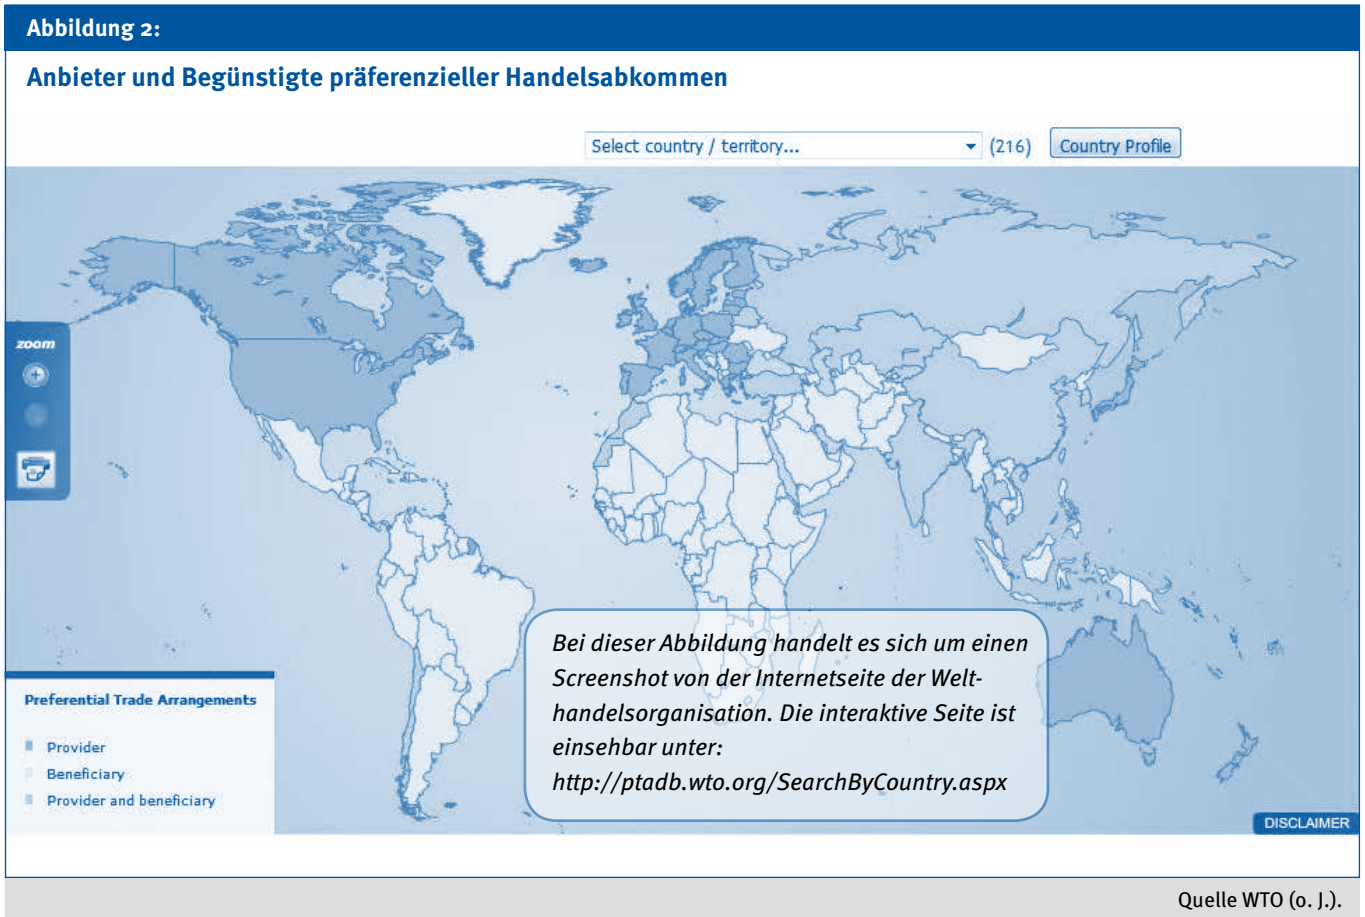 Abbildung 2:
Anbieter und Begünstigte präferenzieller Handelsabkommen
Select country / territory...
(216)
Country Profile
zoom
Preferential Trade Arrangements
Provider
Beneficiary
Provider and beneficiary
Bei dieser Abbildung handelt es sich um einen
Screenshot von der Internetseite der Welt-
handelsorganisation. Die interaktive Seite ist
einsehbar unter:
http://ptadb.wto.org/SearchByCountry.aspx
DISCLAIMER
Quelle WTO (o. J.).